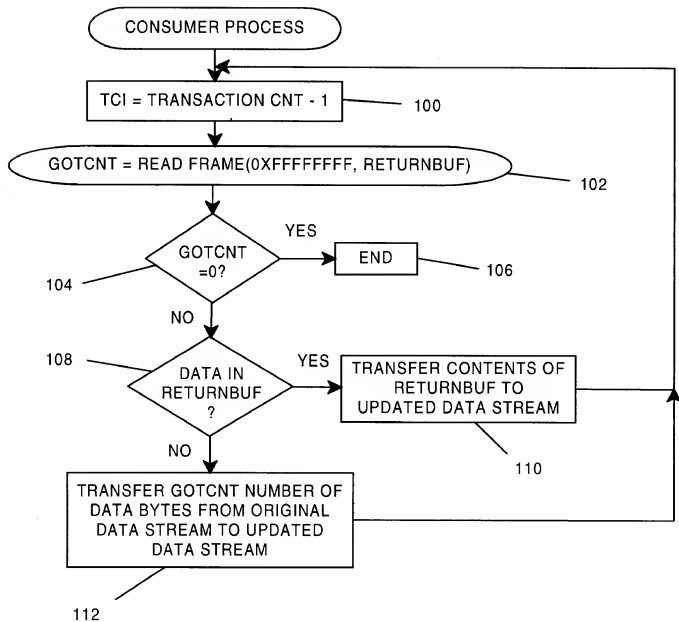 CONSUMER PROCESS
TCI = TRANSACTION CNT - 1
100
GOTCNT = READ FRAME(0XFFFFFFFF, RETURNBUF)
102
GOTCNT
=0?
YES
END
104
106
NO
108
DATA IN
RETURNBUF
?
YES
TRANSFER CONTENTS OF
RETURNBUF TO
UPDATED DATA STREAM
110
NO
TRANSFER GOTCNT NUMBER OF
DATA BYTES FROM ORIGINAL
DATA STREAM TO UPDATED
DATA STREAM
112